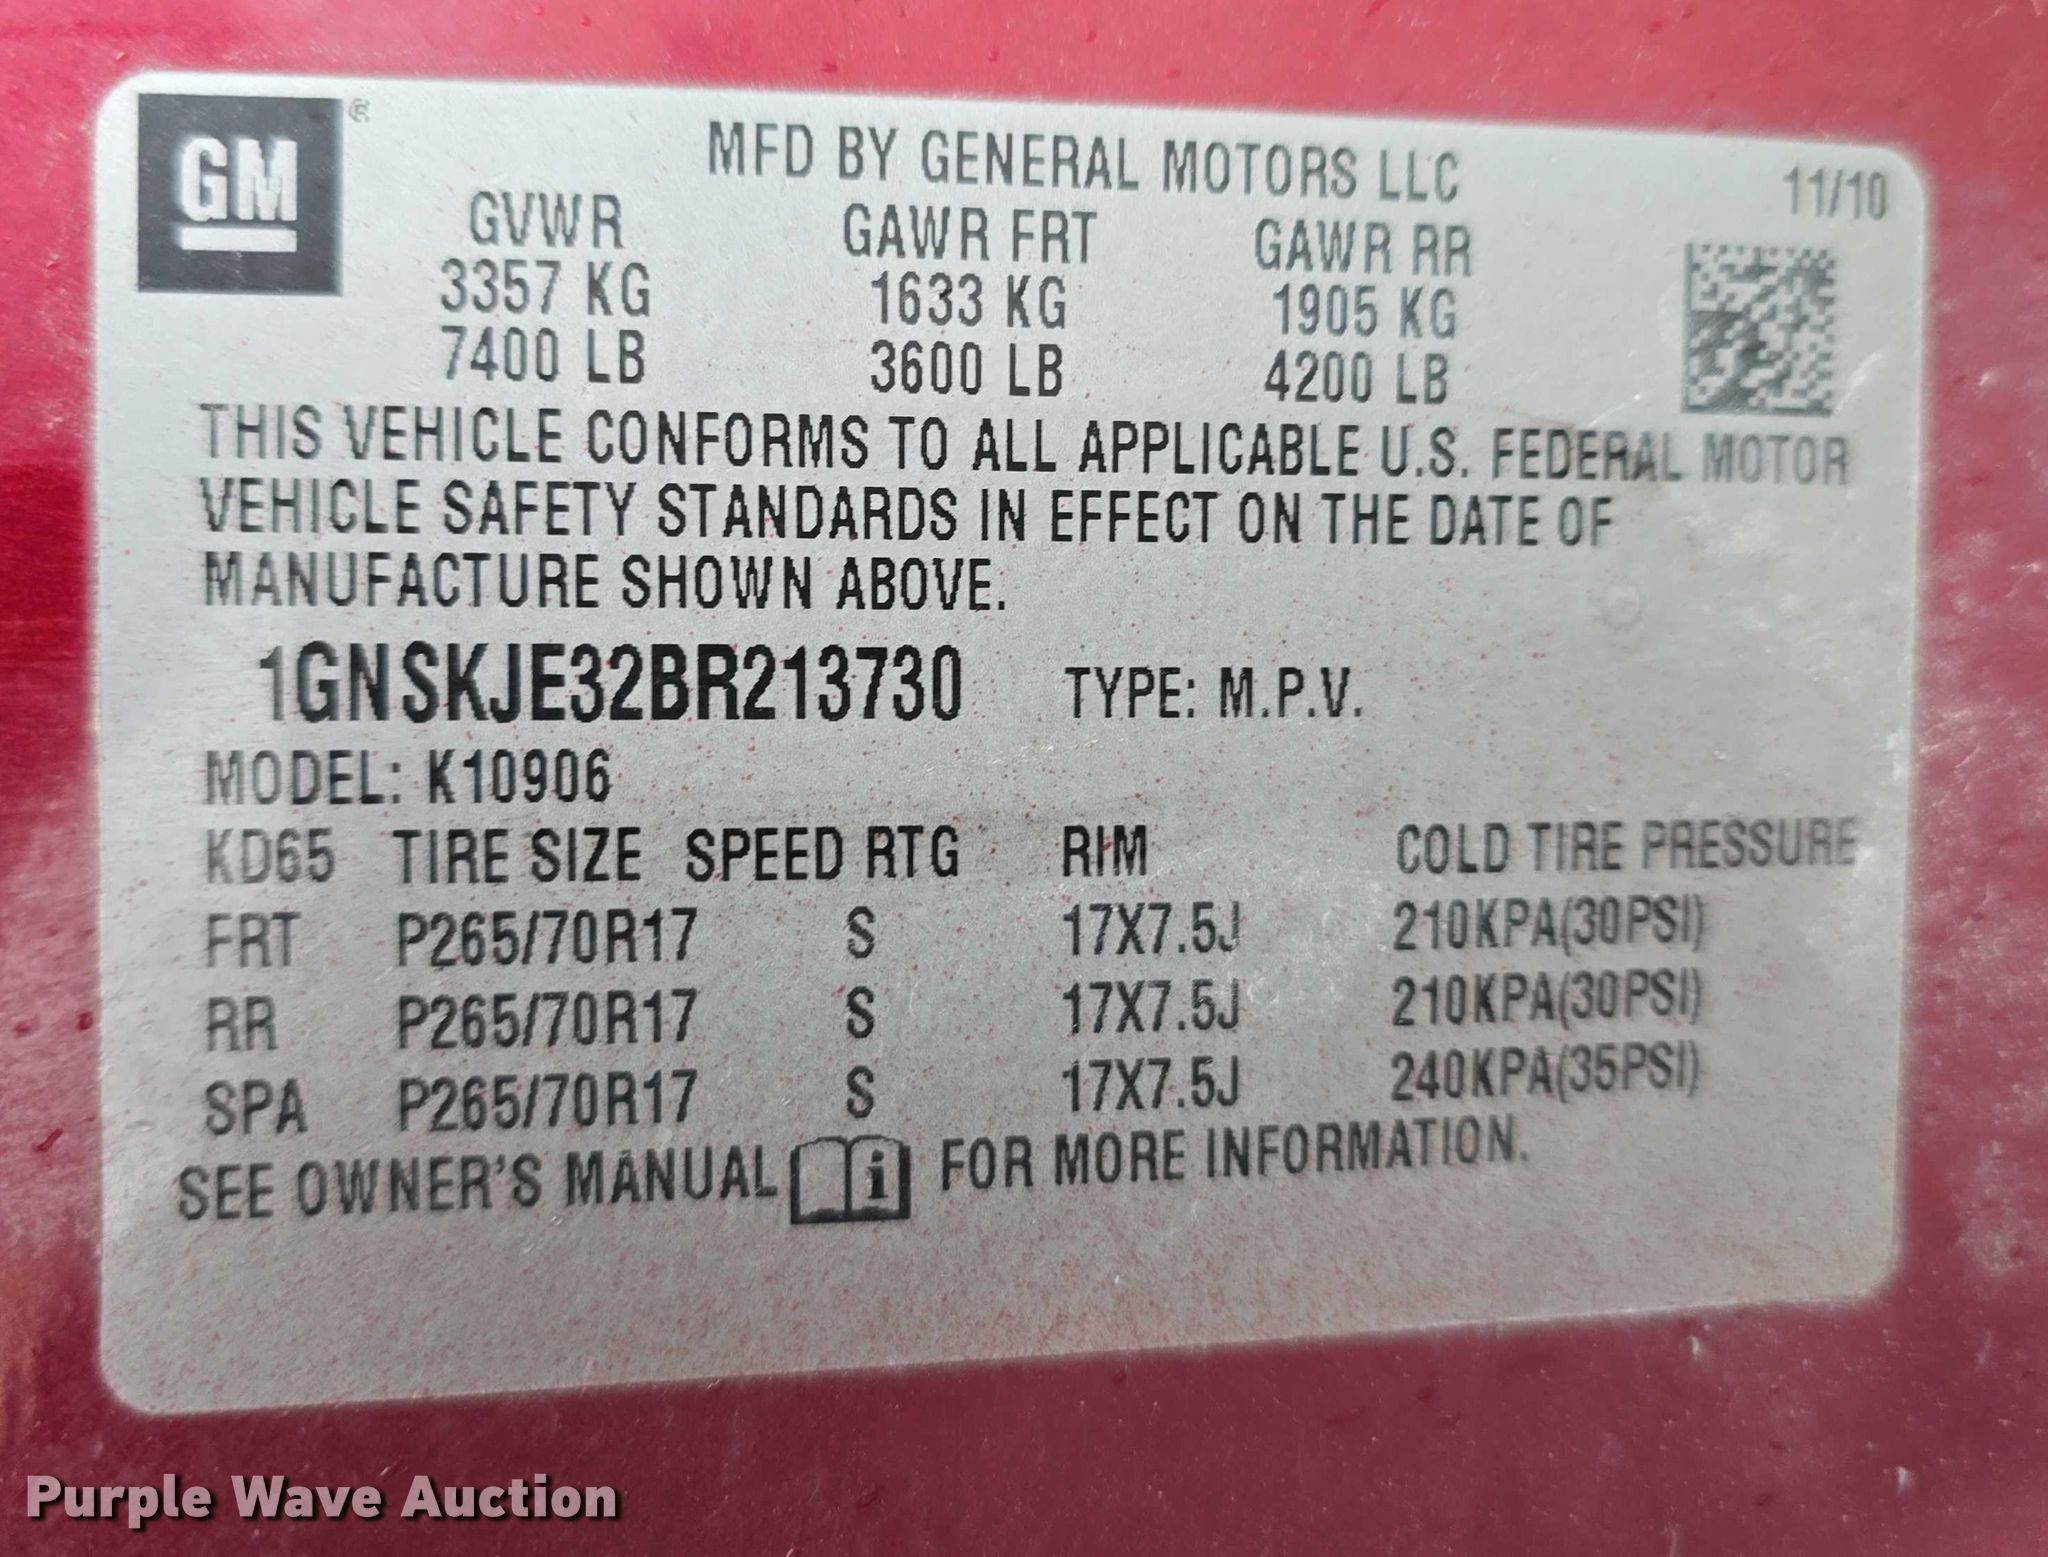 GM ®
MFD BY GENERAL MOTORS LLC
11/10
GVWR GAWR FRT GAWR RR
3357 KG 1633 KG 1905 KG
7400 LB 3600 LB 4200 LB
THIS VEHICLE CONFORMS TO ALL APPLICABLE U.S. FEDERAL MOTOR
VEHICLE SAFETY STANDARDS IN EFFECT ON THE DATE OF
MANUFACTURE SHOWN ABOVE.
1GNSKJE32BR213730 TYPE: M.P.V.
MODEL: K10906
KD65 TIRE SIZE SPEED RTG RIM COLD TIRE PRESSURE
FRT P265/70R17 S 17X7.5J 210KPA(30PSI)
RR P265/70R17 S 17X7.5J 210KPA(30PSI)
SPA P265/70R17 S 17X7.5J 240KPA(35PSI)
SEE OWNER'S MANUAL i FOR MORE INFORMATION.
Purple Wave Auction